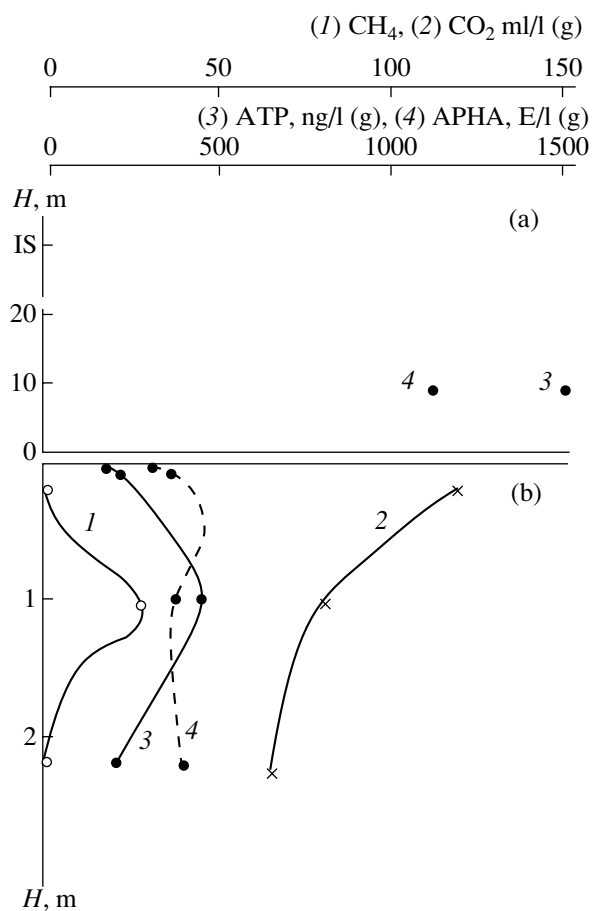 (1) CH4, (2) CO2 ml/l (g)
0 50 100 150
(3) ATP, ng/l (g), (4) APHA, E/l (g)
0 500 1000 1500
H, m
(a)
IS
20
10
4 3
0
(b)
1 2
1
2
3 4
H, m